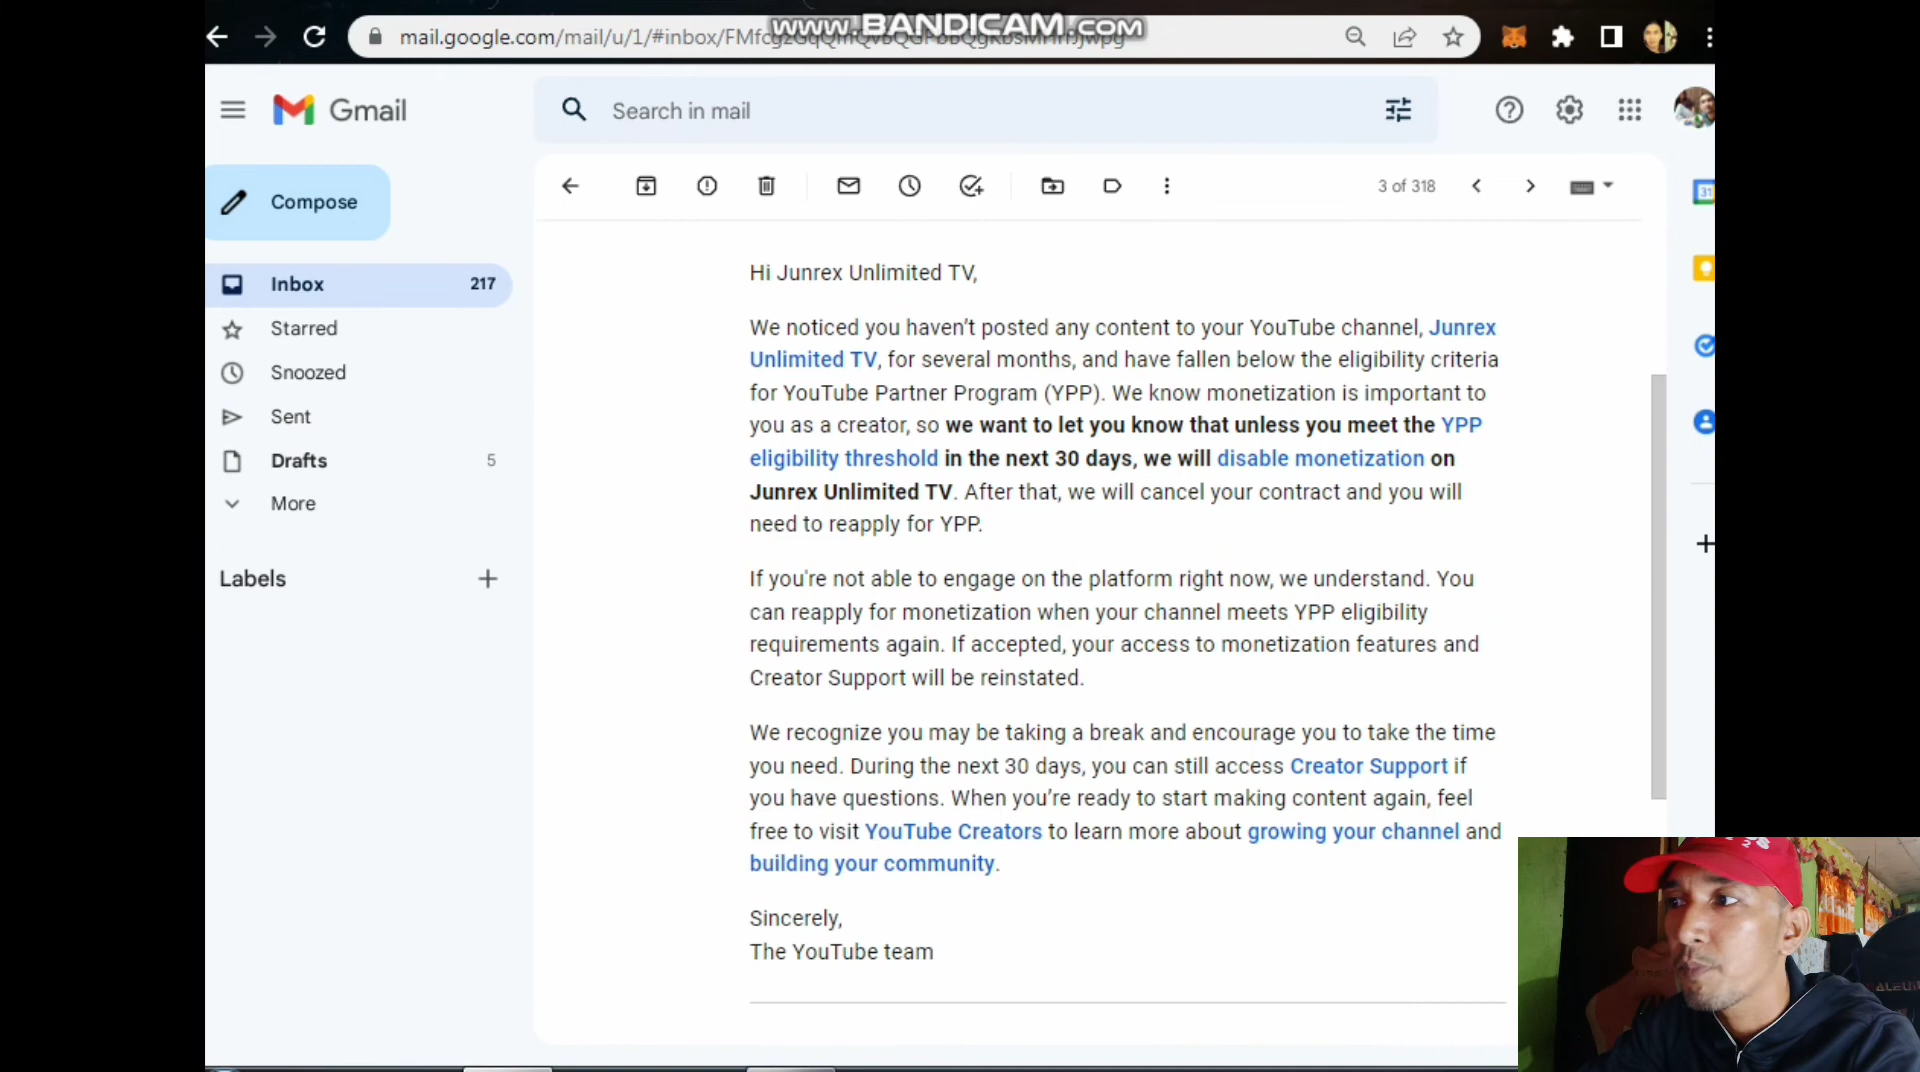 www.BANDICAM.com
mail.google.com/mail/u/1/#inbox/
Gmail
Search in mail
Compose
3 of 318
Inbox 217
Starred
Snoozed
Sent
Drafts 5
More
Labels
31
Hi Junrex Unlimited TV,
We noticed you haven't posted any content to your YouTube channel, Junrex
Unlimited TV, for several months, and have fallen below the eligibility criteria
for YouTube Partner Program (YPP). We know monetization is important to
you as a creator, so we want to let you know that unless you meet the YPP
eligibility threshold in the next 30 days, we will disable monetization on
Junrex Unlimited TV. After that, we will cancel your contract and you will
need to reapply for YPP.
If you're not able to engage on the platform right now, we understand. You
can reapply for monetization when your channel meets YPP eligibility
requirements again. If accepted, your access to monetization features and
Creator Support will be reinstated.
We recognize you may be taking a break and encourage you to take the time
you need. During the next 30 days, you can still access Creator Support if
you have questions. When you’re ready to start making content again, feel
free to visit YouTube Creators to learn more about growing your channel and
building your community.
Sincerely,
The YouTube team